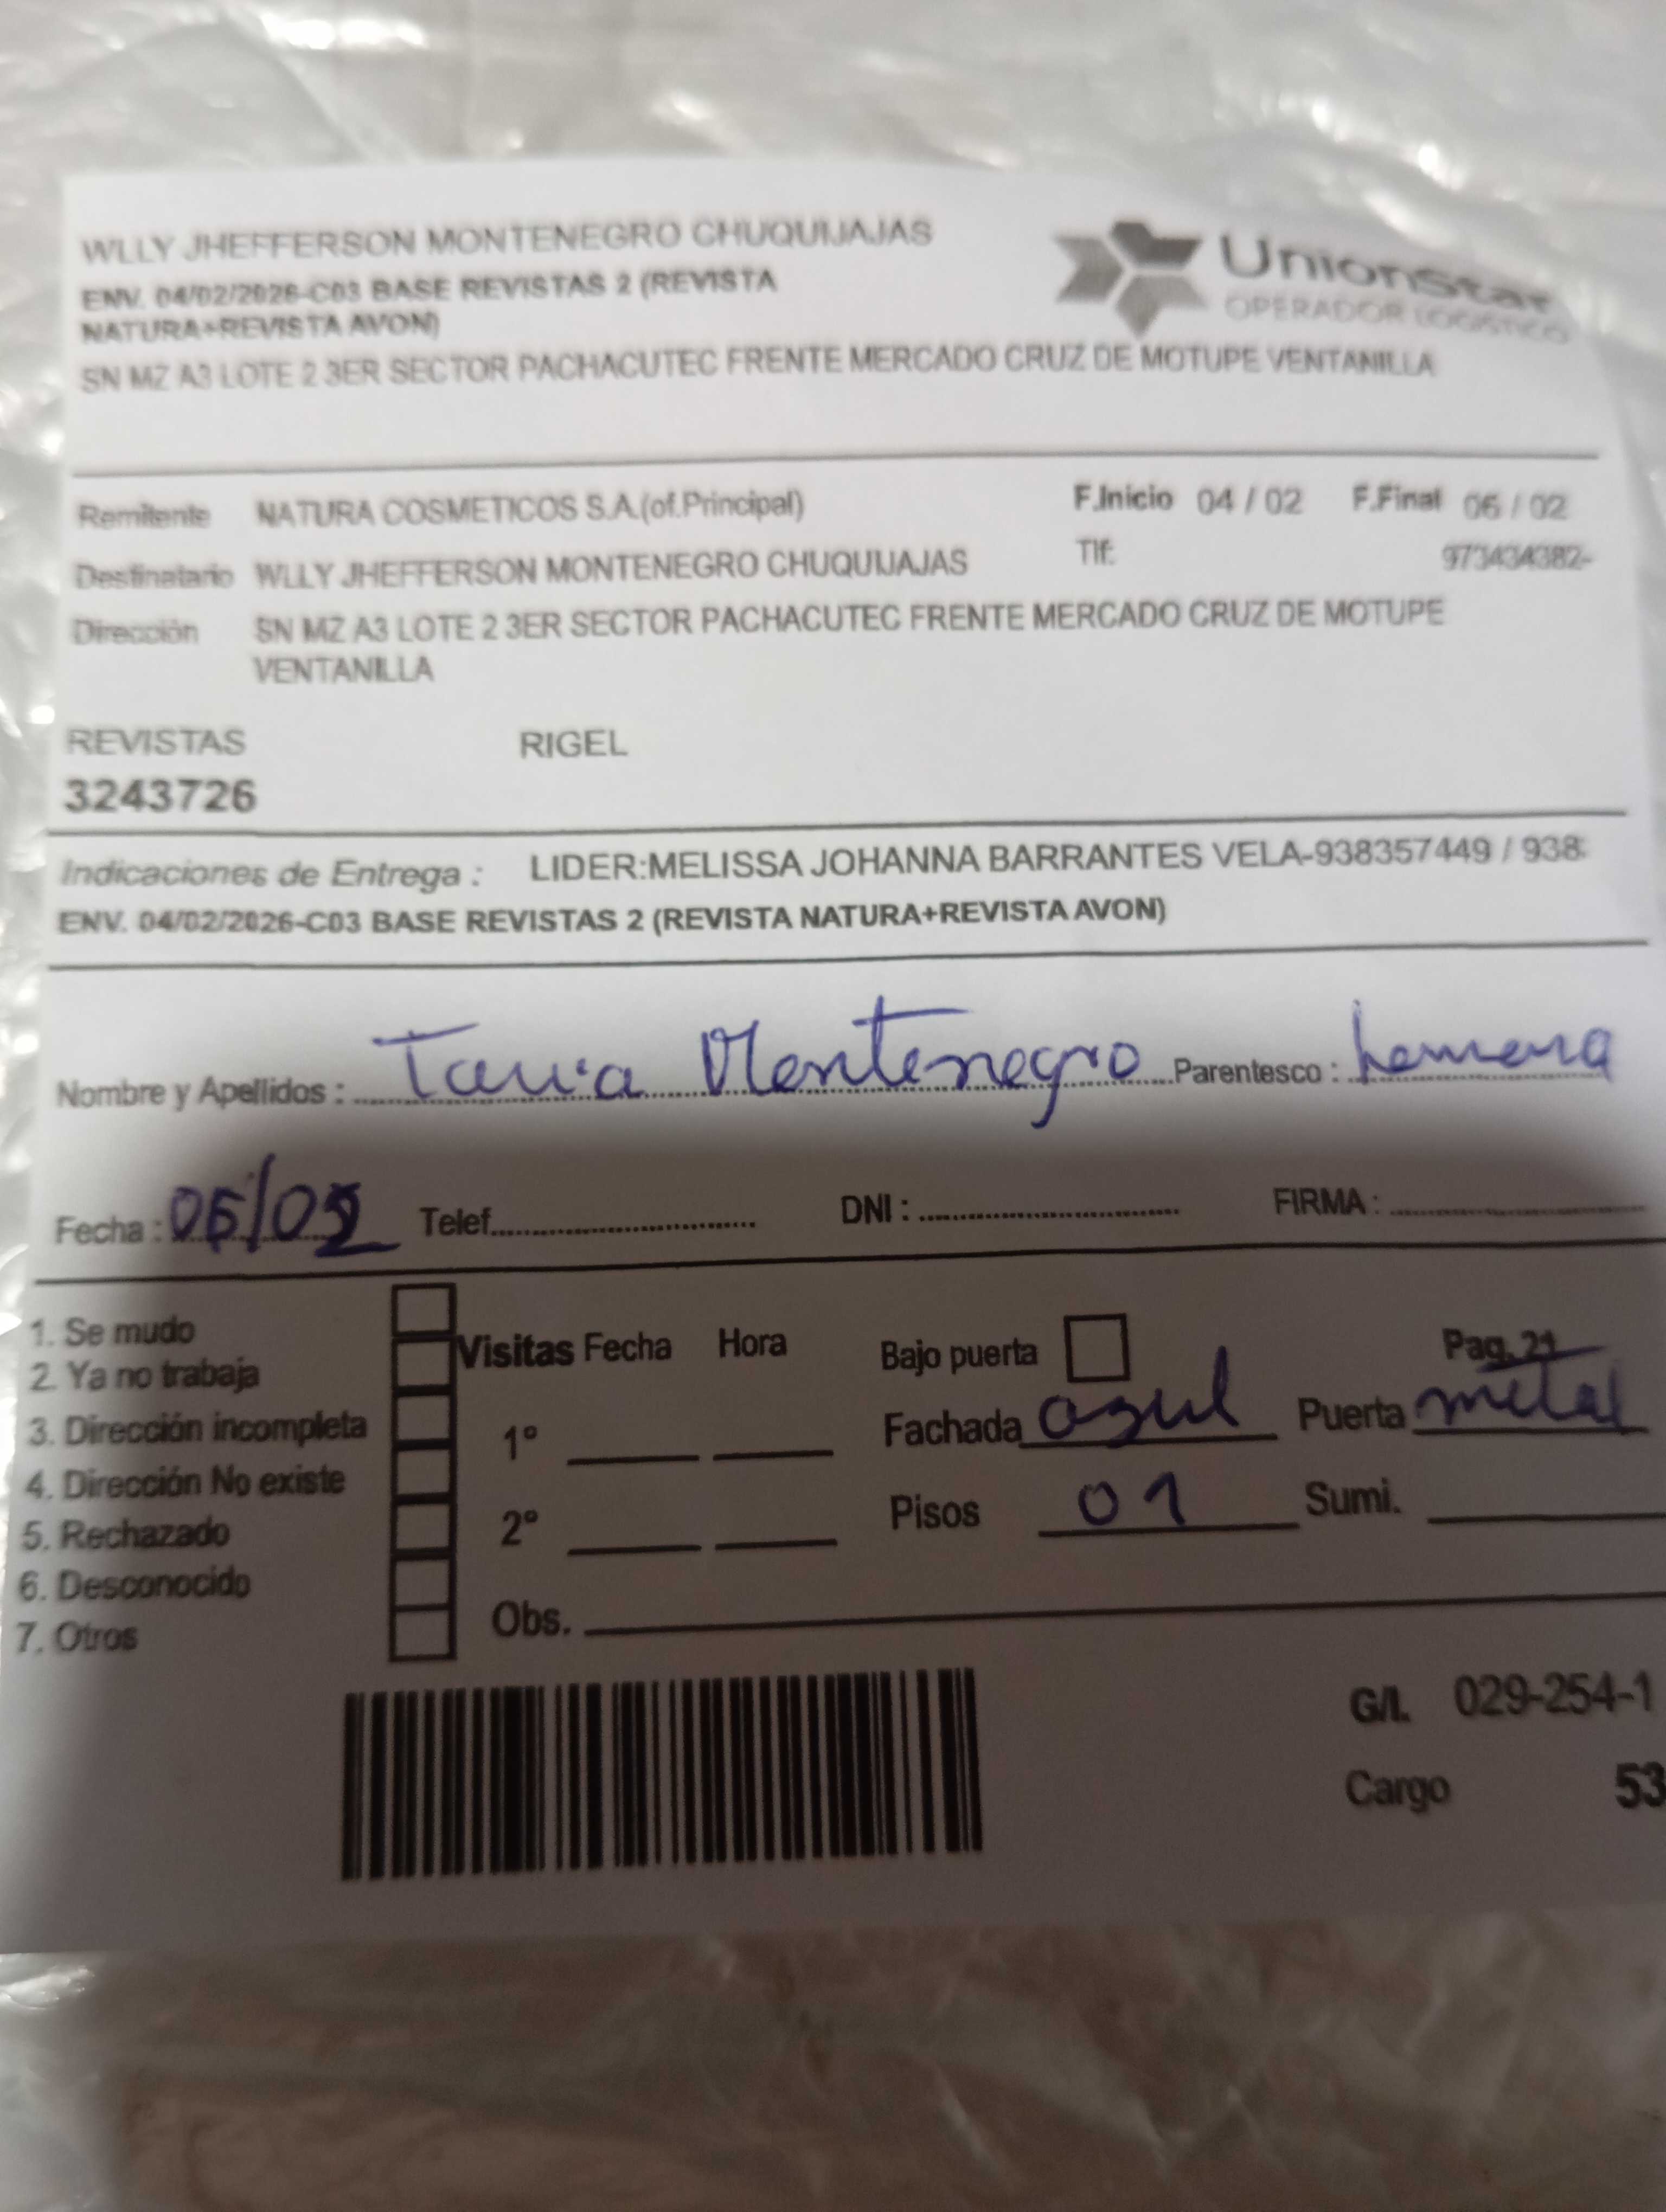 WLLY JHEFFERSON MONTENEGRO CHUQUIJAJAS
UnionStar
OPERADOR LOGISTICO
ENV. 04/02/2026-C03 BASE REVISTAS 2 (REVISTA
NATURA+REVISTA AVON)
SN MZ A3 LOTE 2 3ER SECTOR PACHACUTEC FRENTE MERCADO CRUZ DE MOTUPE VENTANILLA
Remitente NATURA COSMETICOS S.A.(of.Principal) F.Inicio 04 / 02 F.Final 06 / 02
Destinatario WLLY JHEFFERSON MONTENEGRO CHUQUIJAJAS Tlf: 973434382-
Dirección SN MZ A3 LOTE 2 3ER SECTOR PACHACUTEC FRENTE MERCADO CRUZ DE MOTUPE
VENTANILLA
REVISTAS RIGEL
3243726
Indicaciones de Entrega : LIDER:MELISSA JOHANNA BARRANTES VELA-938357449 / 938
ENV. 04/02/2026-C03 BASE REVISTAS 2 (REVISTA NATURA+REVISTA AVON)
Nombre y Apellidos : Tania Montenegro Parentesco : hermana
Fecha : Telef. DNI : FIRMA :
1. Se mudo
2. Ya no trabaja
3. Dirección incompleta
4. Dirección No existe
5. Rechazado
6. Desconocido
7. Otros
Visitas Fecha Hora
1°
2°
Obs.
Bajo puerta Pag. 21
Fachada azul Puerta metal
Pisos 01 Sumi.
G/I. 029-254-1
Cargo 53